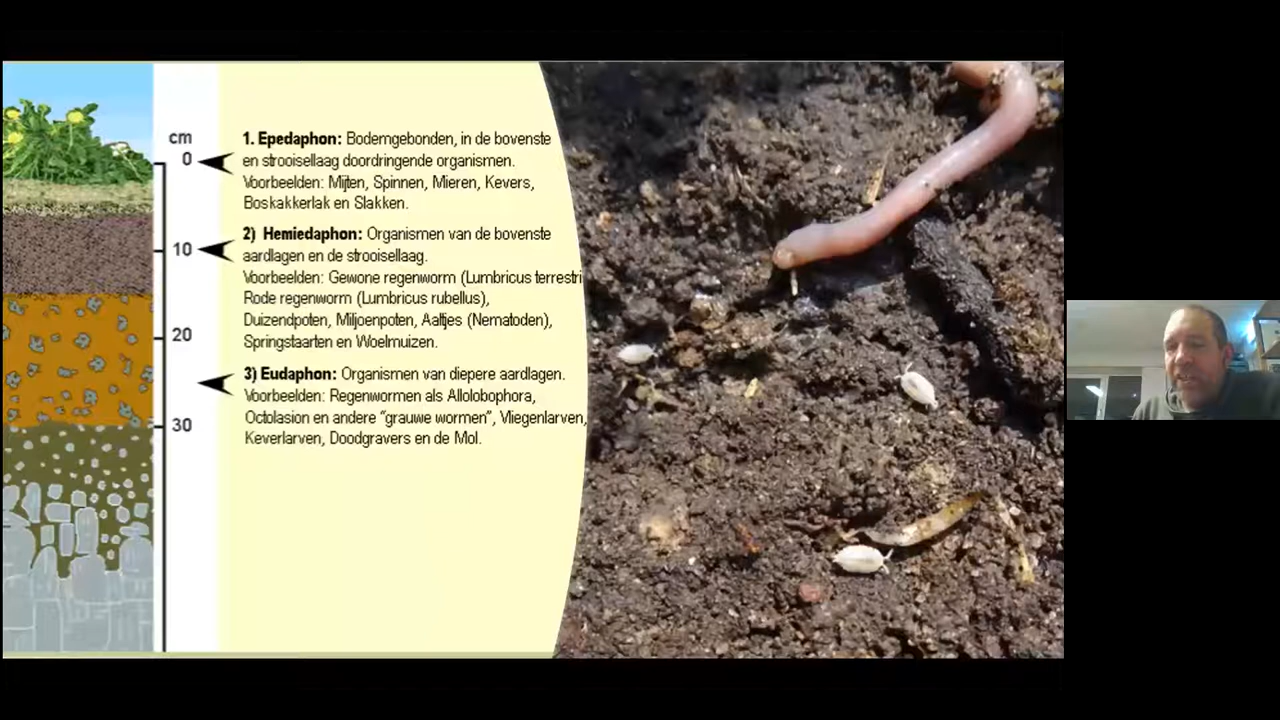 cm
0
10
20
30
1. Epedaphon: Bodemgebonden, in de bovenste
en strooisellaag doordringende organismen.
Voorbeelden: Mijten, Spinnen, Mieren, Kevers,
Boskakkerlak en Slakken.
2) Hemiedaphon: Organismen van de bovenste
aardlagen en de strooisellaag.
Voorbeelden: Gewone regenworm (Lumbricus terrestri
Rode regenworm (Lumbricus rubellus),
Duizendpoten, Miljoenpoten, Aaltjes (Nematoden),
Springstaarten en Woelmuizen.
3) Eudaphon: Organismen van diepere aardlagen.
Voorbeelden: Regenwormen als Allolobophora,
Octolasion en andere “grauwe wormen”, Vliegenlarven,
Keverlarven, Doodgravers en de Mol.